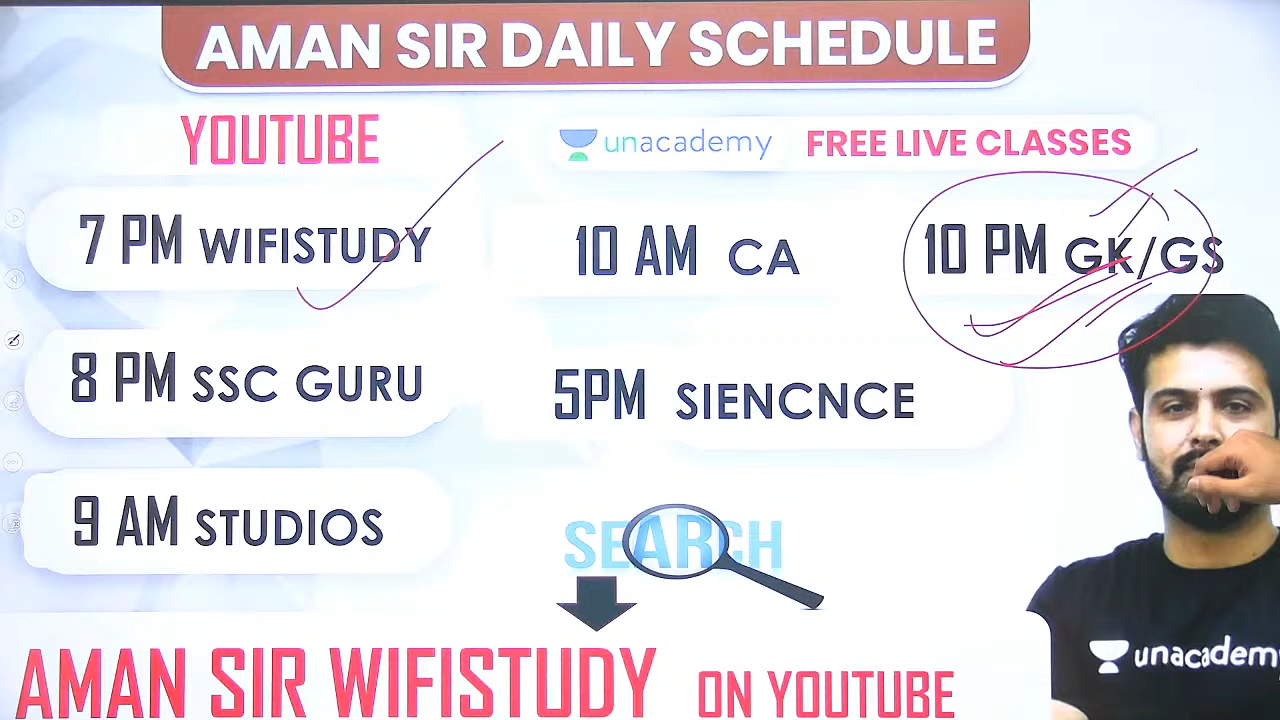 AMAN SIR DAILY SCHEDULE
YOUTUBE
unacademy FREE LIVE CLASSES
7 PM WIFISTUDY
10 AM CA
10 PM GK/GS
8 PM SSC GURU
5PM SIENCNCE
9 AM STUDIOS
SEARCH
AMAN SIR WIFISTUDY ON YOUTUBE
unacademy